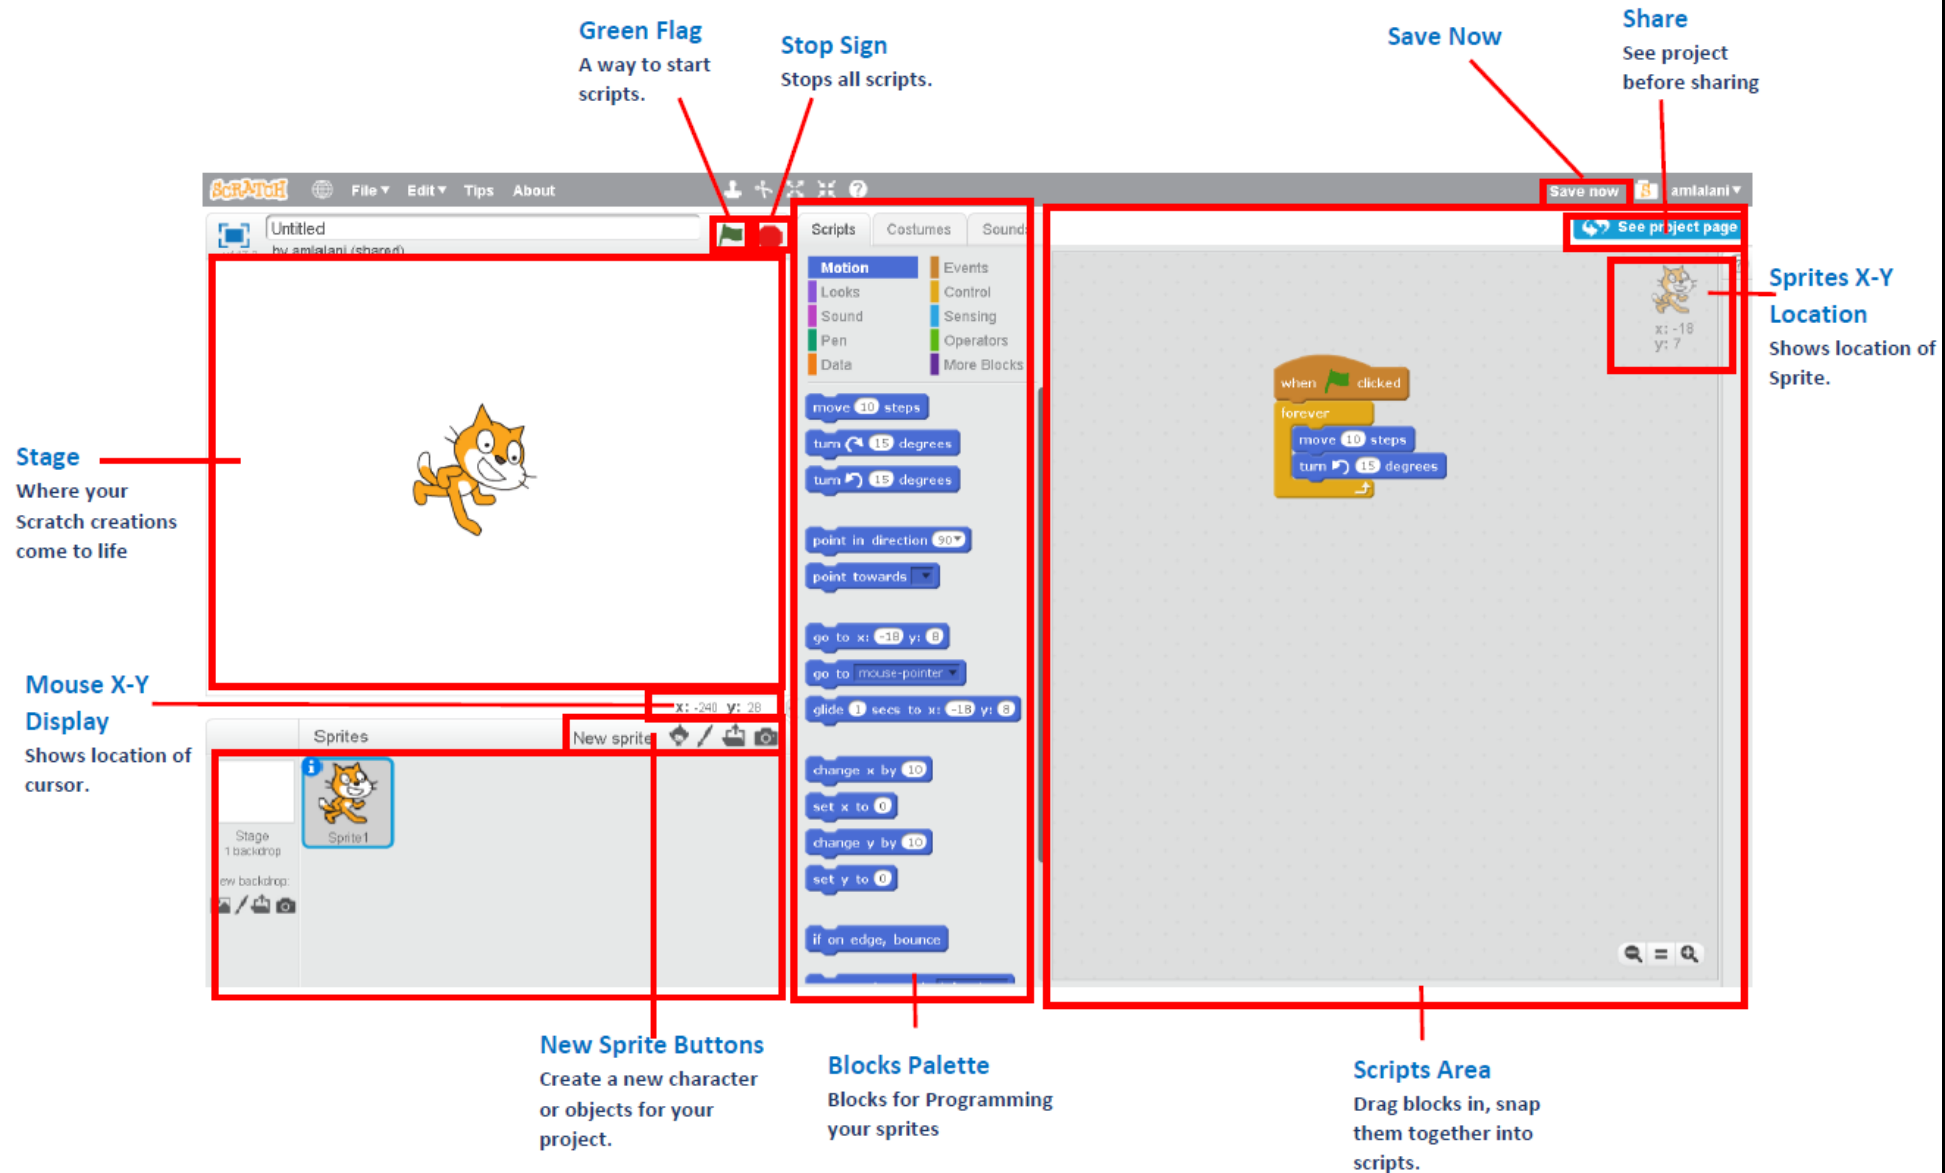 Green Flag
A way to start
scripts.
Stop Sign
Stops all scripts.
Save Now
Share
See project
before sharing
SCRATCH File Edit Tips About
Save now amlalani
Untitled
by amlalani (shared)
Scripts Costumes Sounds
See project page
Motion Events
Looks Control
Sound Sensing
Pen Operators
Data More Blocks
move 10 steps
turn 15 degrees
turn 15 degrees
point in direction 90
point towards
go to x: -18 y: 8
go to mouse-pointer
glide 1 secs to x: -18 y: 8
change x by 10
set x to 0
change y by 10
set y to 0
if on edge, bounce
when clicked
forever
move 10 steps
turn 15 degrees
x: -18
y: 7
Sprites X-Y
Location
Shows location of
Sprite.
Stage
Where your
Scratch creations
come to life
Mouse X-Y
Display
Shows location of
cursor.
x: -240 y: 28
Sprites New sprite
Stage
1 backdrop
ew backdrop:
Sprite1
New Sprite Buttons
Create a new character
or objects for your
project.
Blocks Palette
Blocks for Programming
your sprites
Scripts Area
Drag blocks in, snap
them together into
scripts.